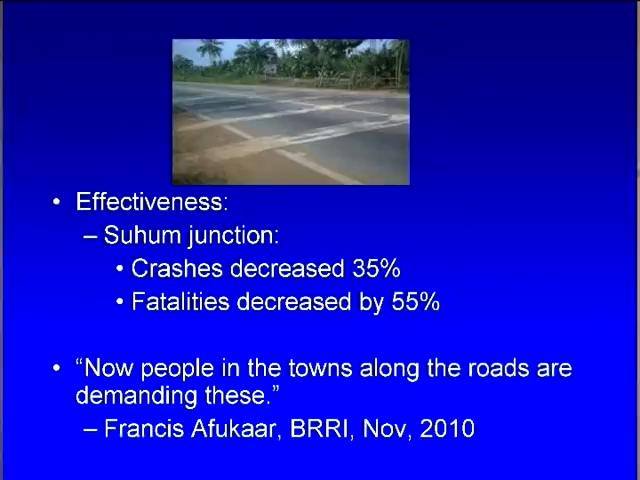 • Effectiveness:
– Suhum junction:
• Crashes decreased 35%
• Fatalities decreased by 55%
• “Now people in the towns along the roads are
demanding these.”
– Francis Afukaar, BRRI, Nov, 2010